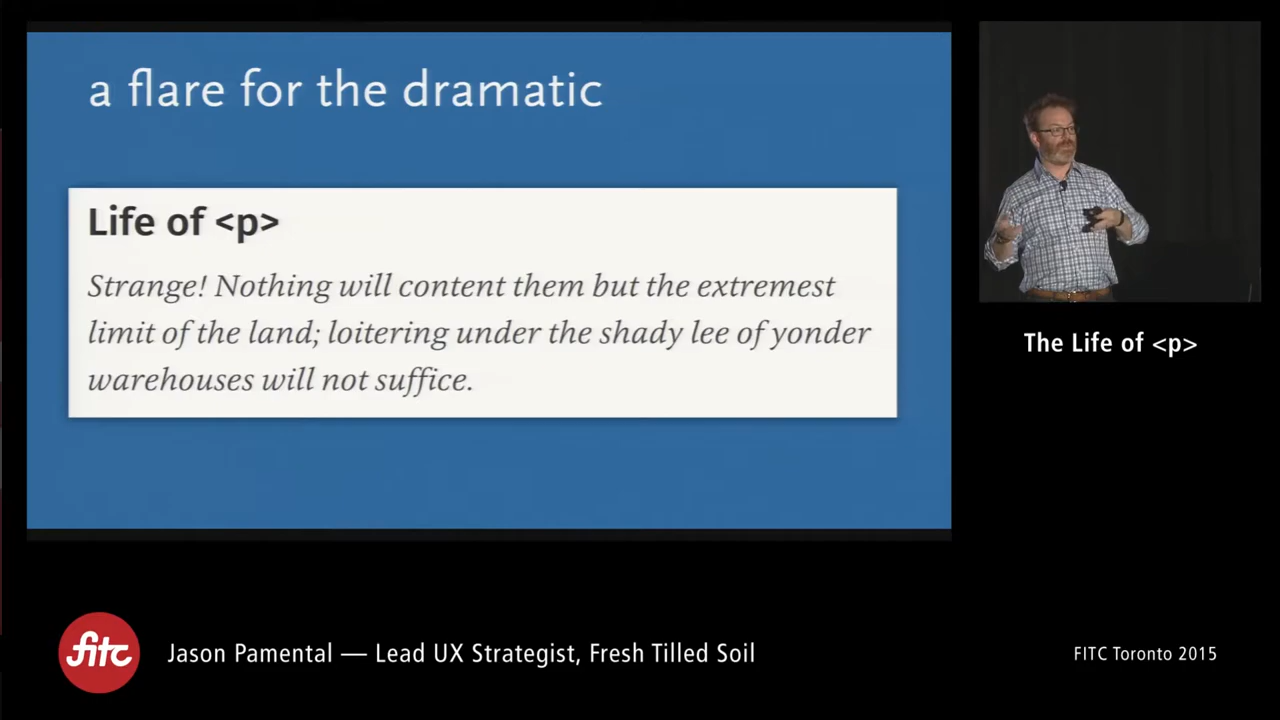 a flare for the dramatic
Life of <p>
Strange! Nothing will content them but the extremest
limit of the land; loitering under the shady lee of yonder
warehouses will not suffice.
The Life of <p>
fitc
Jason Pamental — Lead UX Strategist, Fresh Tilled Soil
FITC Toronto 2015